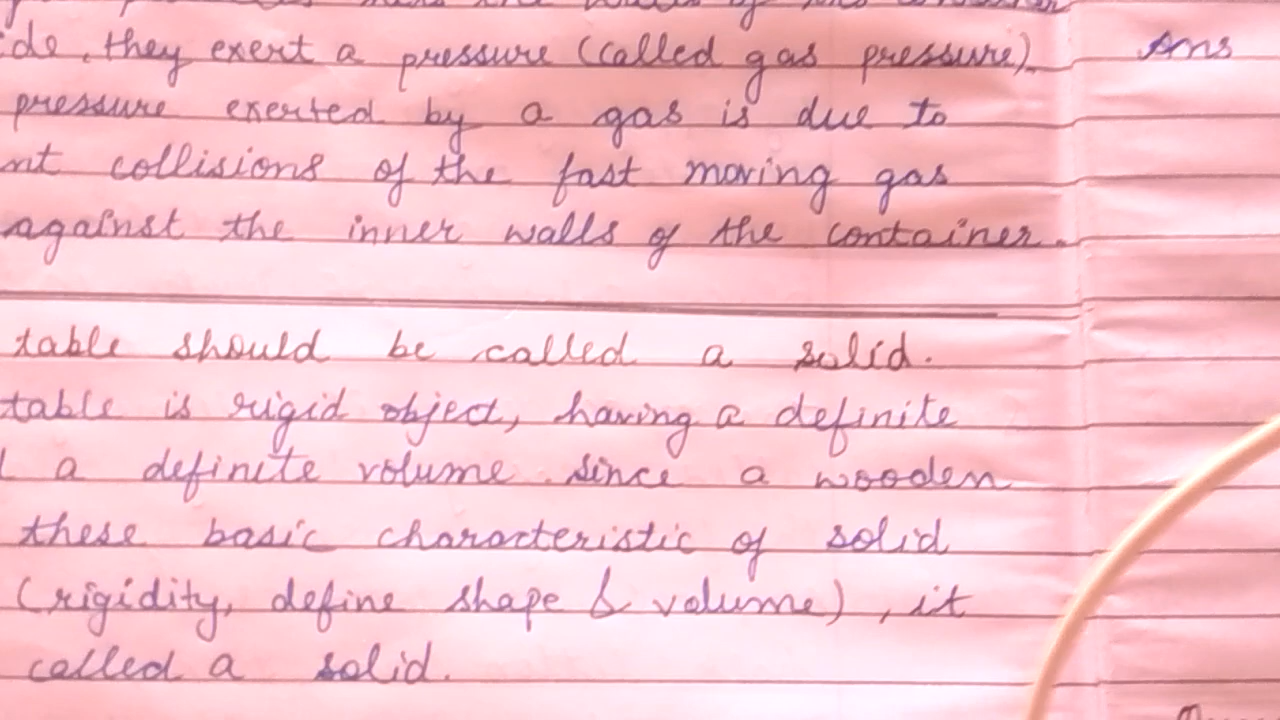 de, they exert a pressure (called gas pressure). Ans
pressure exerted by a gas is due to
nt collisions of the fast moving gas
against the inner walls of the container.
table should be called a solid.
table is rigid object, having a definite
a definite volume. since a wooden
these basic characteristic of solid
(rigidity, define shape & volume), it
called a solid.